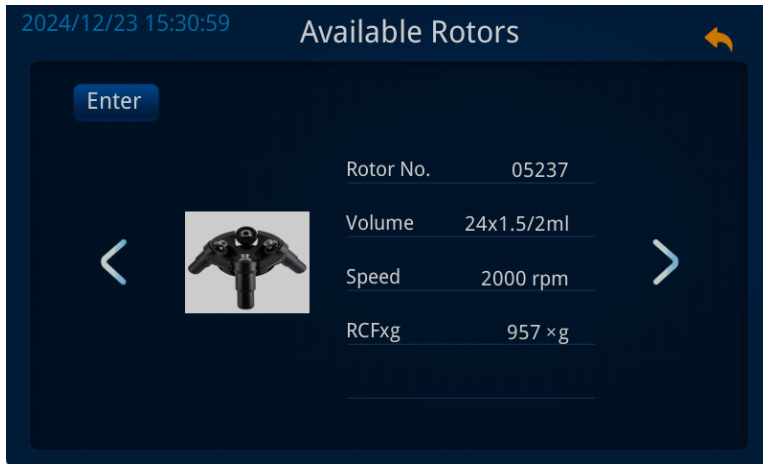 2024/12/23 15:30:59
Available Rotors
Enter
Rotor No. 05237
Volume 24x1.5/2ml
Speed 2000 rpm
RCFxg 957 ×g